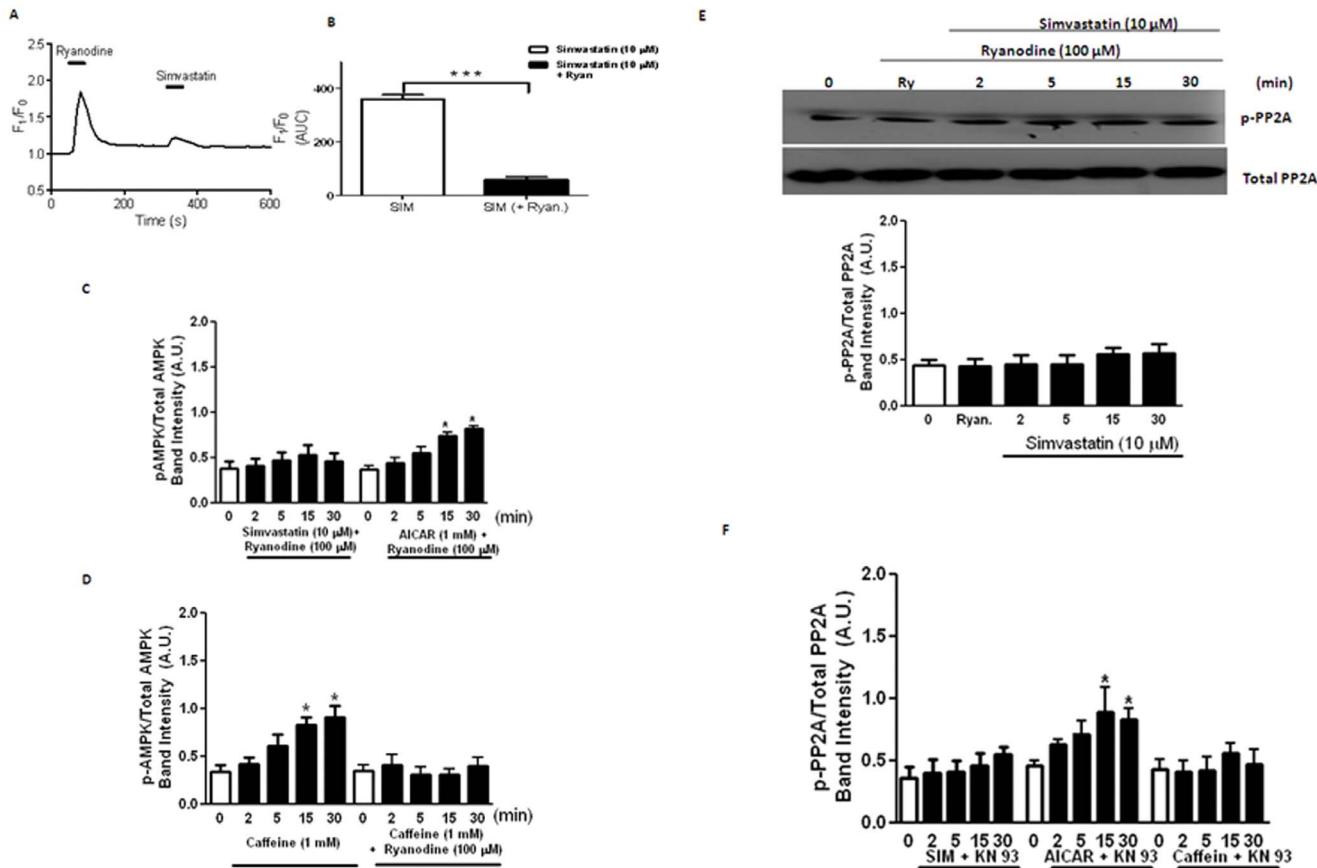 A
Ryanodine
Simvastatin
F₁/F₀
2.5
2.0
1.5
1.0
0.5
0 200 400 600
Time (s)
B
Simvastatin (10 µM)
Simvastatin (10 µM)
+ Ryan
***
F₁/F₀
(AUC)
400
200
0
SIM SIM (+ Ryan.)
C
pAMPK/Total AMPK
Band Intensity (A.U.)
2.0
1.5
1.0
0.5
0.0
* *
0 2 5 15 30 0 2 5 15 30 (min)
Simvastatin (10 µM)+ AICAR (1 mM) +
Ryanodine (100 µM) Ryanodine (100 µM)
D
p-AMPK/Total AMPK
Band Intensity (A.U.)
2.0
1.5
1.0
0.5
0.0
* *
0 2 5 15 30 0 2 5 15 30 (min)
Caffeine (1 mM) Caffeine (1 mM)
+ Ryanodine (100 µM)
E
Simvastatin (10 µM)
Ryanodine (100 µM)
0 Ry 2 5 15 30 (min)
p-PP2A
Total PP2A
p-PP2A/Total PP2A
Band Intensity (A.U.)
2.0
1.5
1.0
0.5
0.0
0 Ryan. 2 5 15 30
Simvastatin (10 µM)
F
p-PP2A/Total PP2A
Band Intensity (A.U.)
2.0
1.5
1.0
0.5
0.0
* *
0 2 5 15 30 0 2 5 15 30 0 2 5 15 30
SIM + KN 93 AICAR + KN 93 Caffein + KN 93